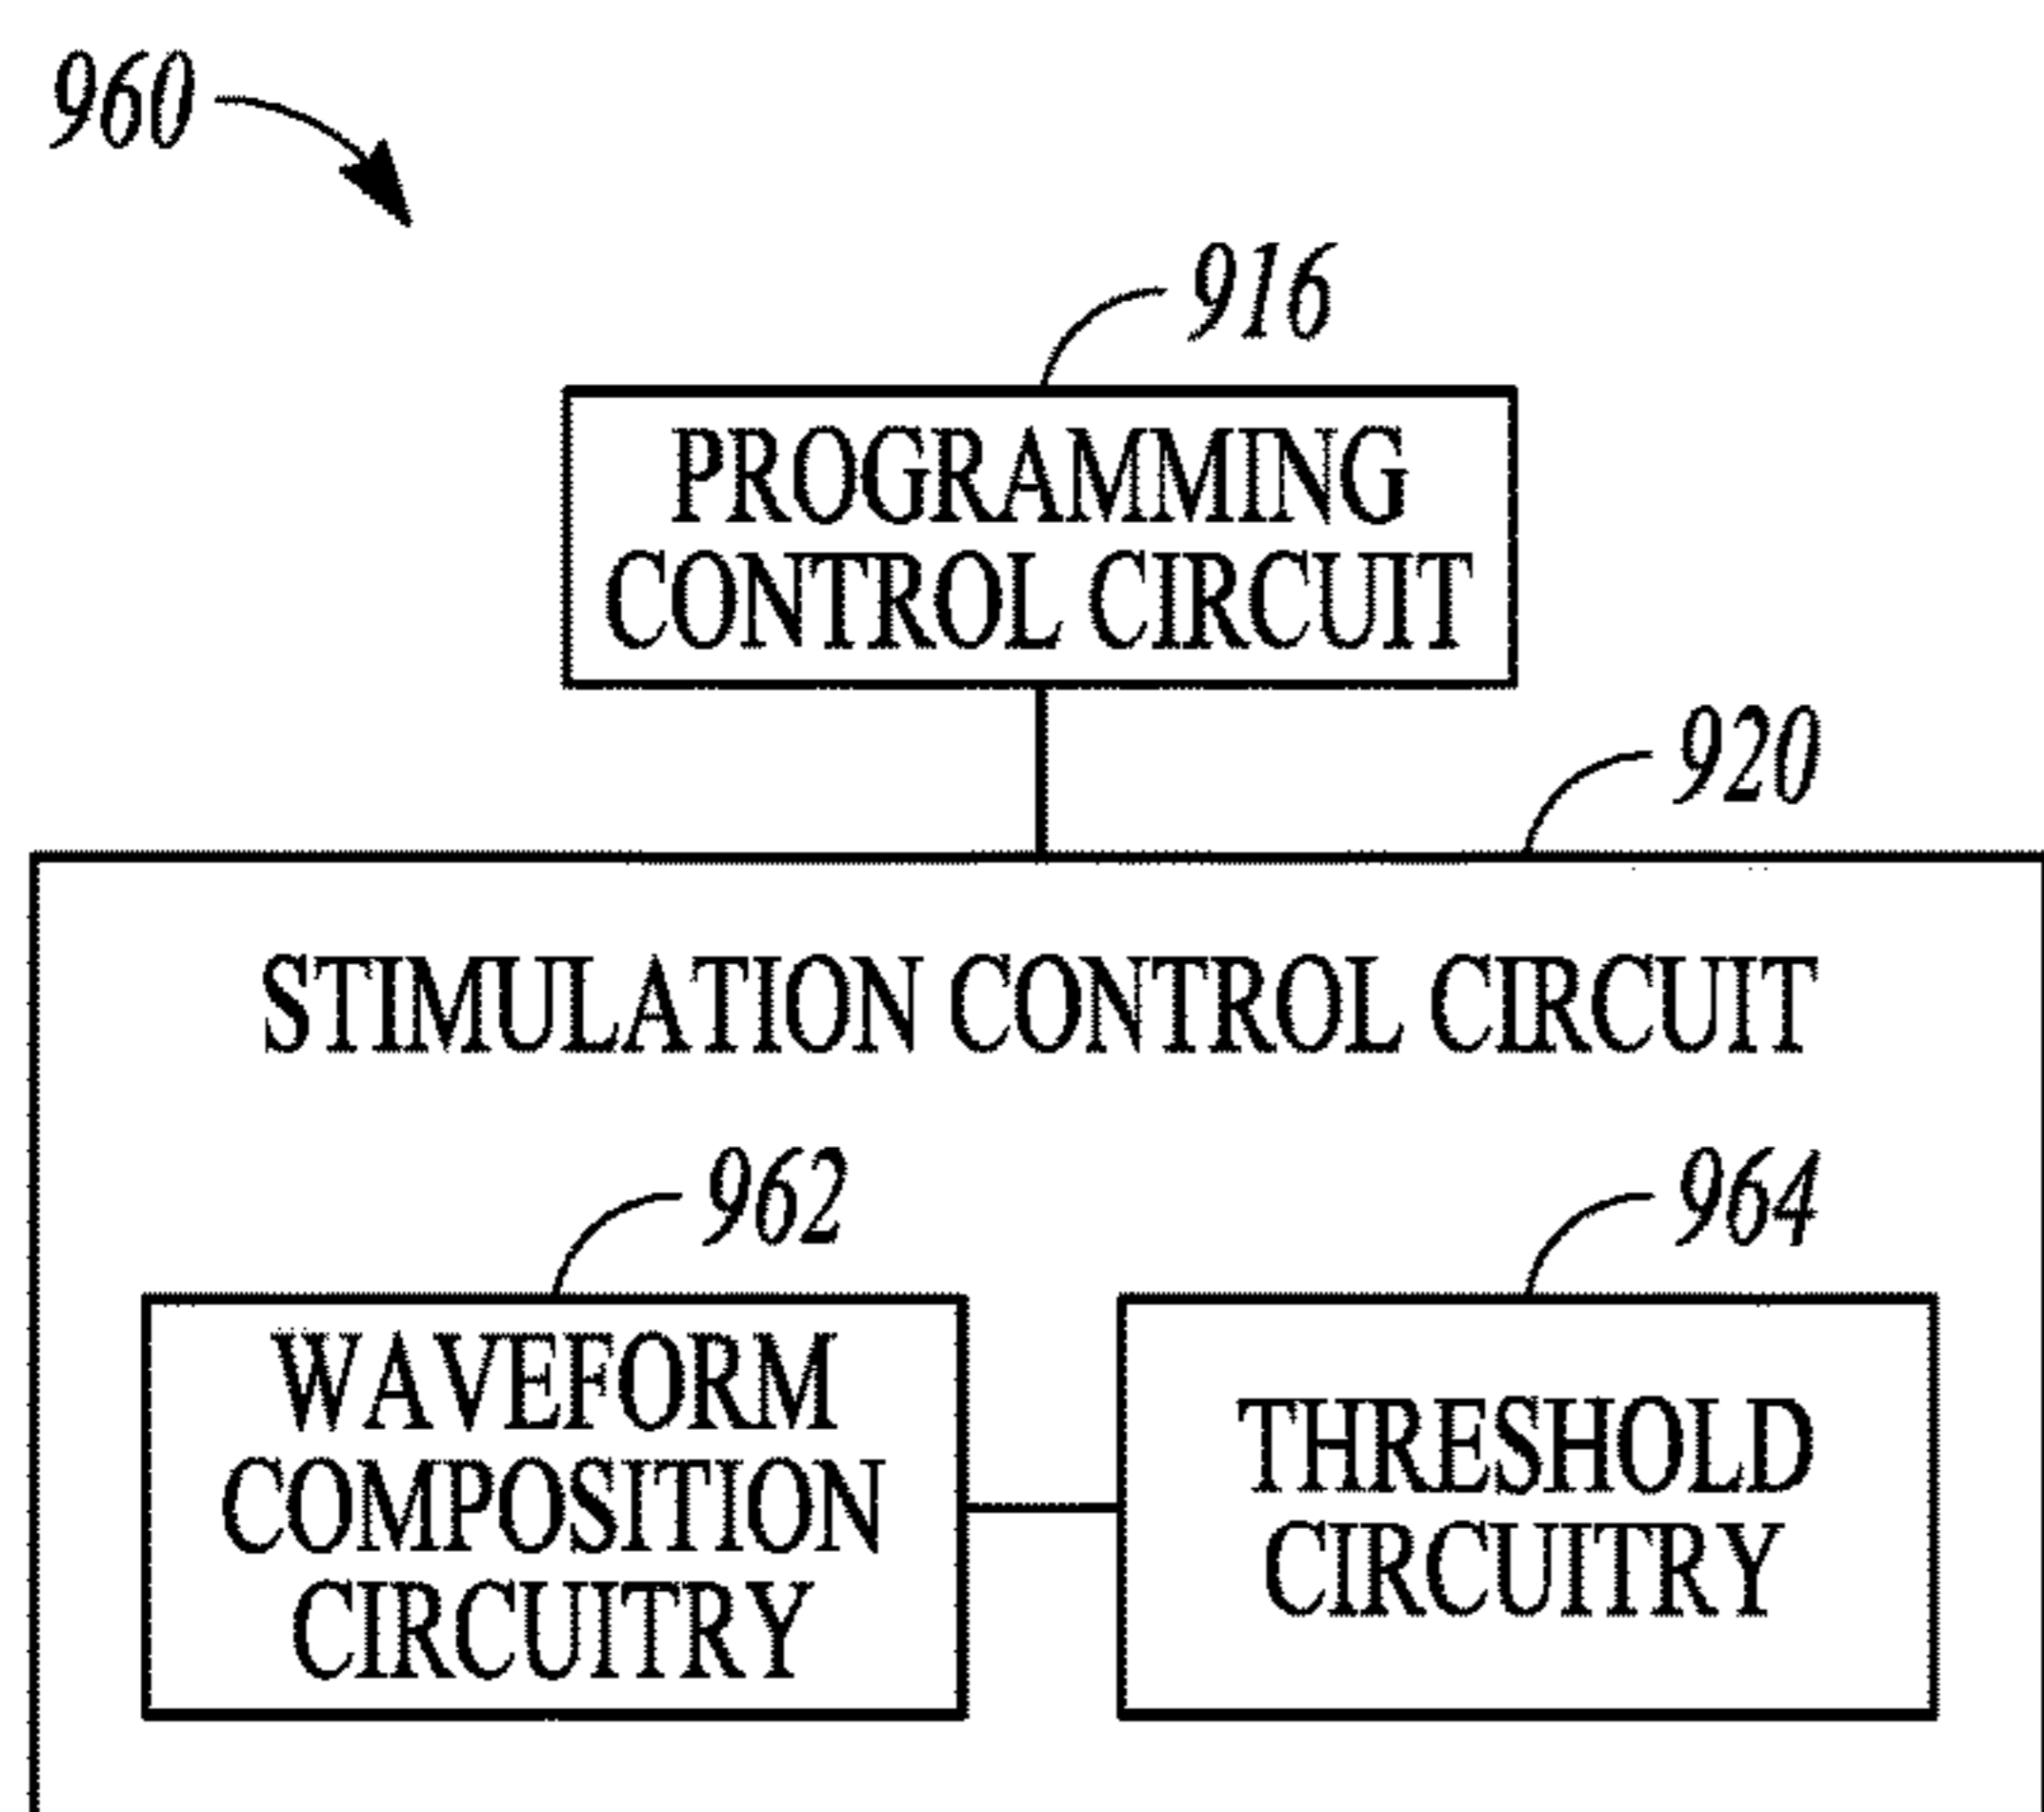 960
916
PROGRAMMING
CONTROL CIRCUIT
920
STIMULATION CONTROL CIRCUIT
962
964
WAVEFORM
COMPOSITION
CIRCUITRY
THRESHOLD
CIRCUITRY